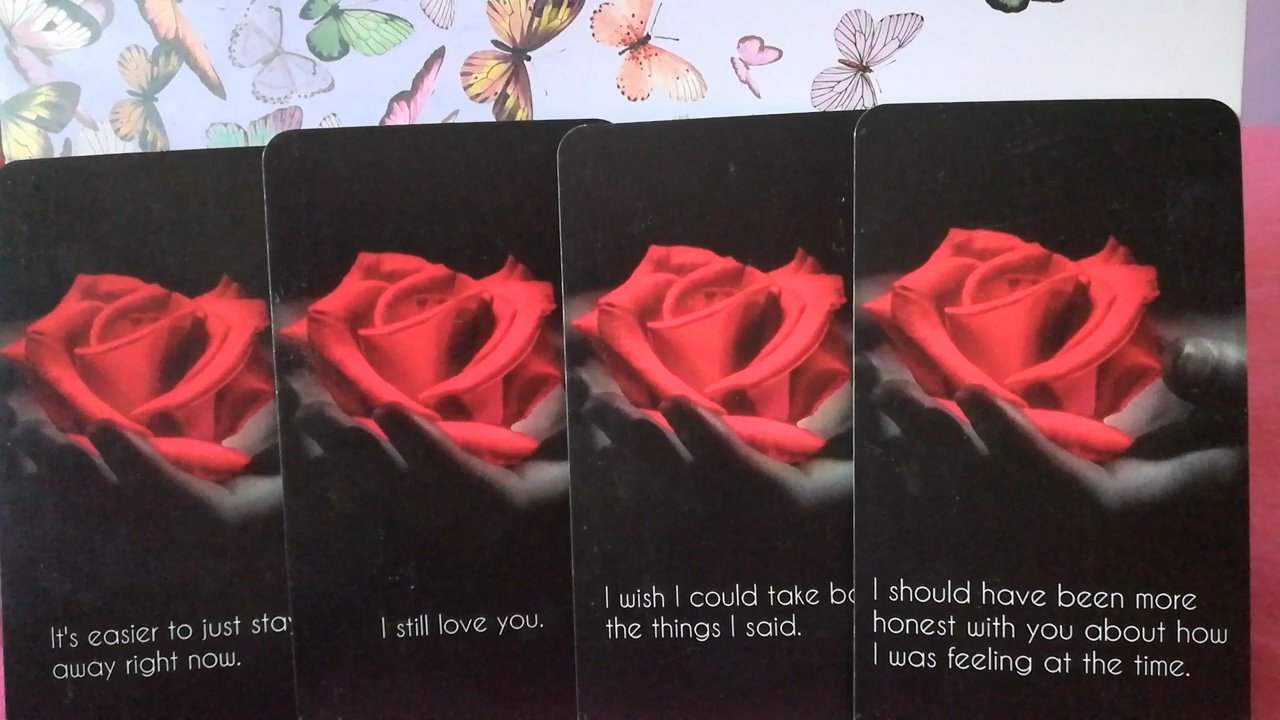 It's easier to just stay
away right now.
I still love you.
I wish I could take
the things I said.
I should have been more
honest with you about how
I was feeling at the time.